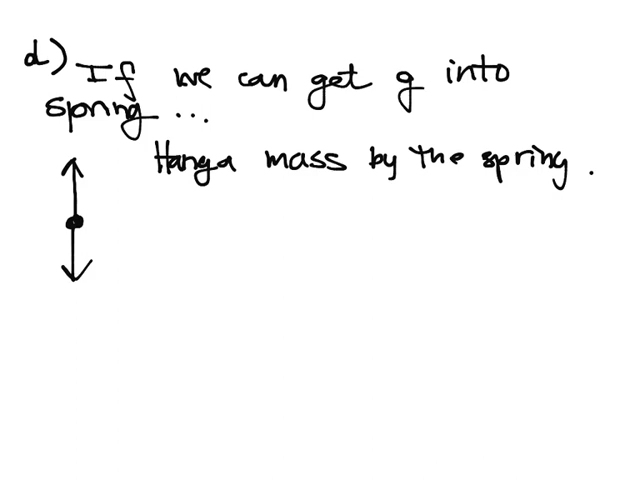 d) If we can get g into
spring ...
Hang a mass by the spring.